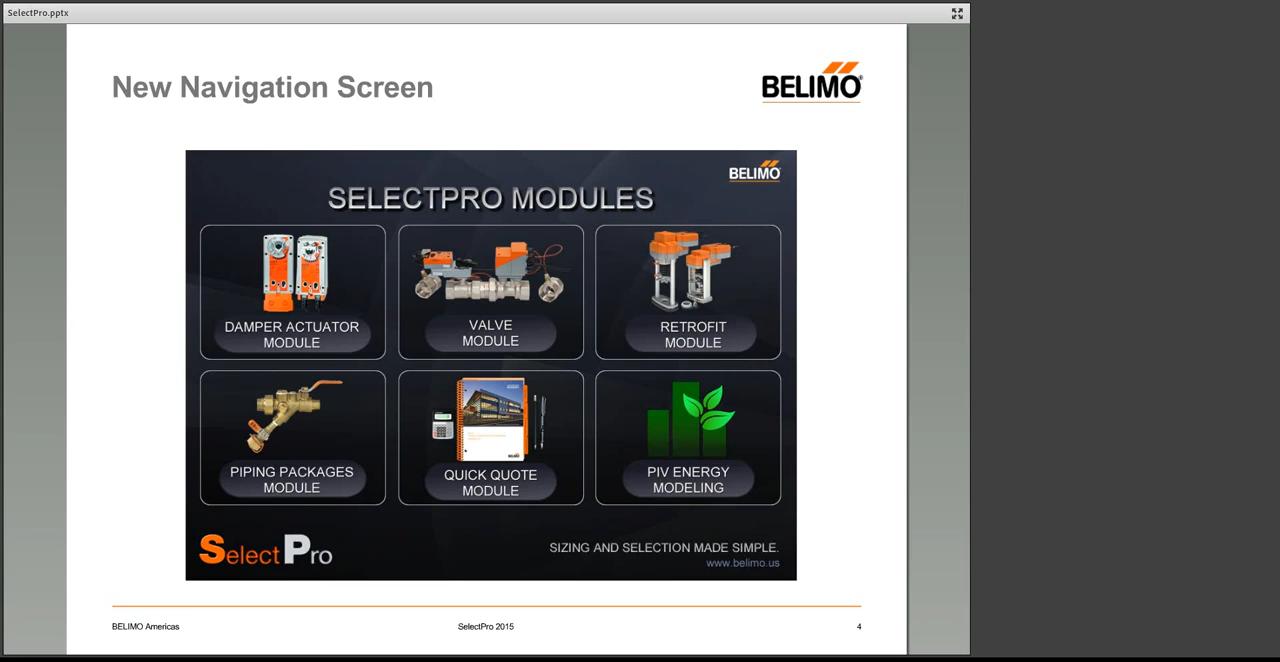 SelectPro.pptx
New Navigation Screen
BELIMO®
BELIMO
SELECTPRO MODULES
DAMPER ACTUATOR
MODULE
VALVE
MODULE
RETROFIT
MODULE
PIPING PACKAGES
MODULE
QUICK QUOTE
MODULE
PIV ENERGY
MODELING
SelectPro
SIZING AND SELECTION MADE SIMPLE.
www.belimo.us
BELIMO Americas
SelectPro 2015
4